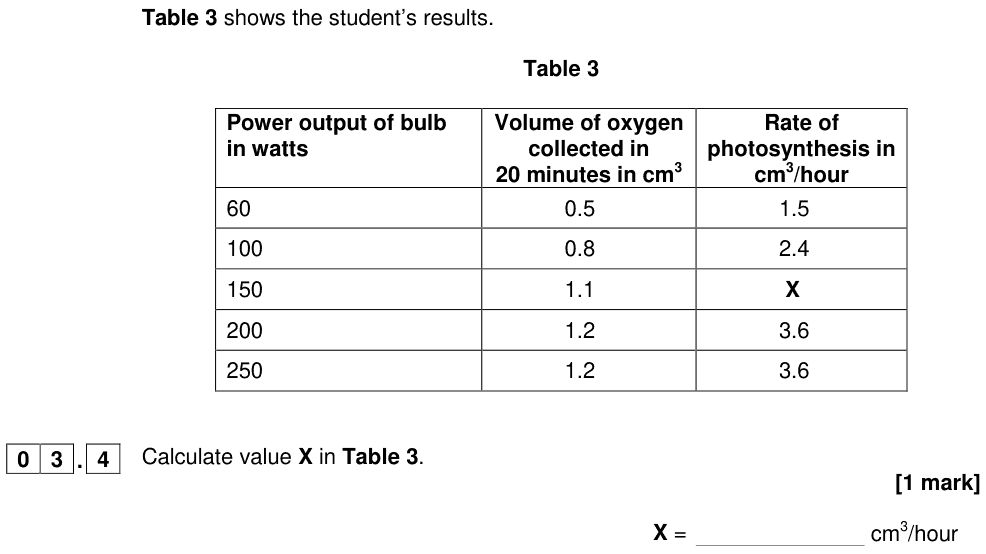 Table 3 shows the student's results.
Table 3
Power output of bulb in watts
Volume of oxygen collected in 20 minutes in cm³
Rate of photosynthesis in cm³/hour
60 0.5 1.5
100 0.8 2.4
150 1.1 X
200 1.2 3.6
250 1.2 3.6
0 3 . 4 Calculate value X in Table 3.
[1 mark]
X = ____________ cm³/hour